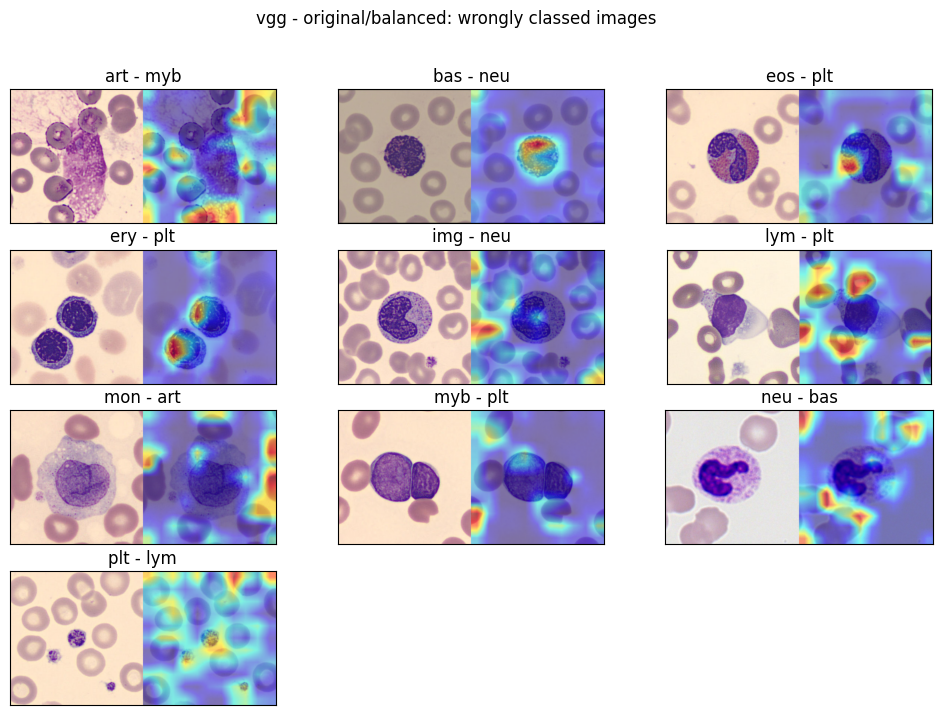 vgg - original/balanced: wrongly classed images
art - myb
bas - neu
eos - plt
ery - plt
img - neu
lym - plt
mon - art
myb - plt
neu - bas
plt - lym